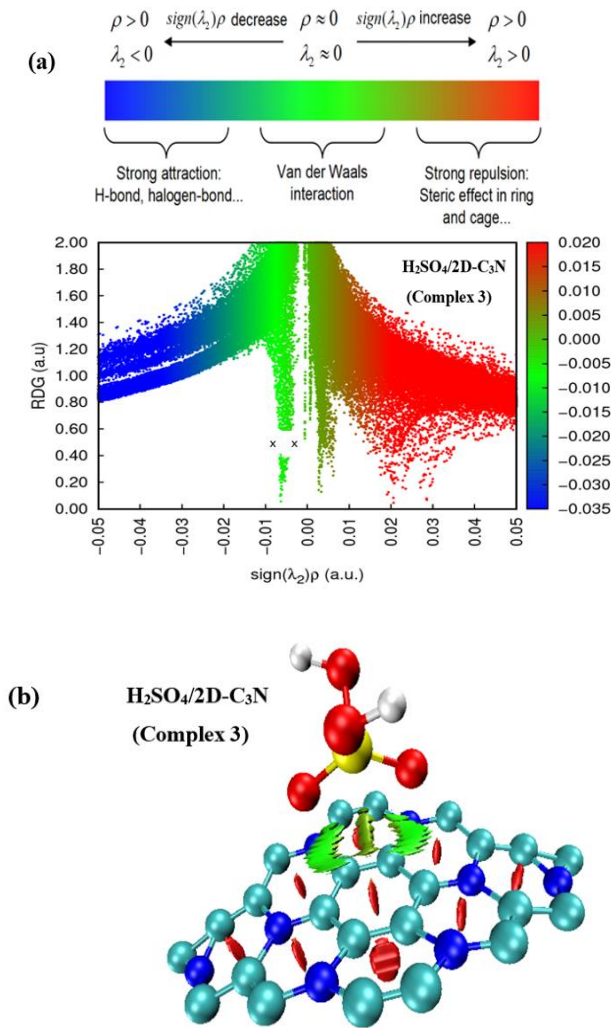 ρ > 0 sign(λ₂)ρ decrease ρ ≈ 0 sign(λ₂)ρ increase ρ > 0
(a) λ₂ < 0 λ₂ ≈ 0 λ₂ > 0
Strong attraction: Van der Waals Strong repulsion:
H-bond, halogen-bond... interaction Steric effect in ring
and cage...
H₂SO₄/2D-C₃N
(Complex 3)
RDG (a.u)
2.00
1.80
1.60
1.40
1.20
1.00
0.80
0.60
0.40
0.20
0.00
x x
−0.05 −0.04 −0.03 −0.02 −0.01 0.00 0.01 0.02 0.03 0.04 0.05
sign(λ₂)ρ (a.u.)
0.020
0.015
0.010
0.005
0.000
−0.005
−0.010
−0.015
−0.020
−0.025
−0.030
−0.035
(b) H₂SO₄/2D-C₃N
(Complex 3)